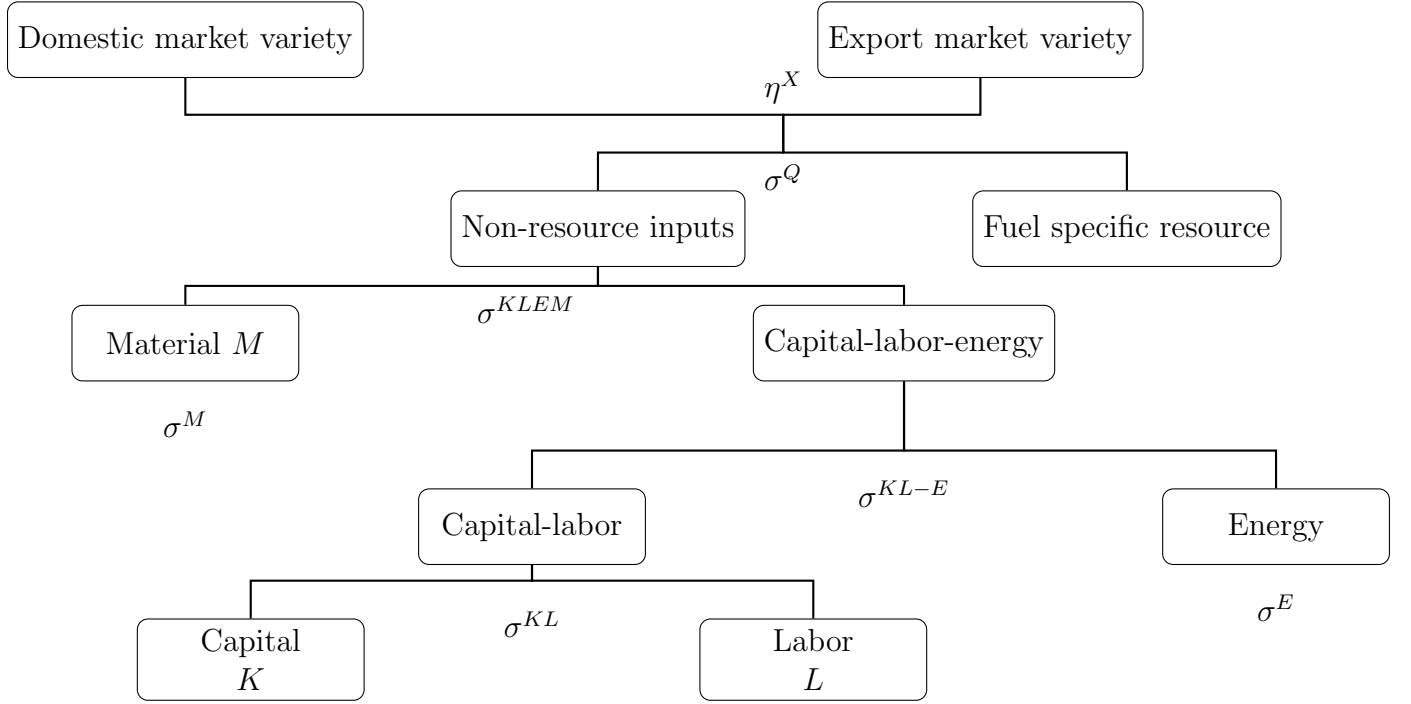 Domestic market variety
Export market variety
η^X
σ^Q
Non-resource inputs
Fuel specific resource
σ^{KLEM}
Material M
Capital-labor-energy
σ^M
σ^{KL−E}
Capital-labor
Energy
σ^{KL}
σ^E
Capital
K
Labor
L